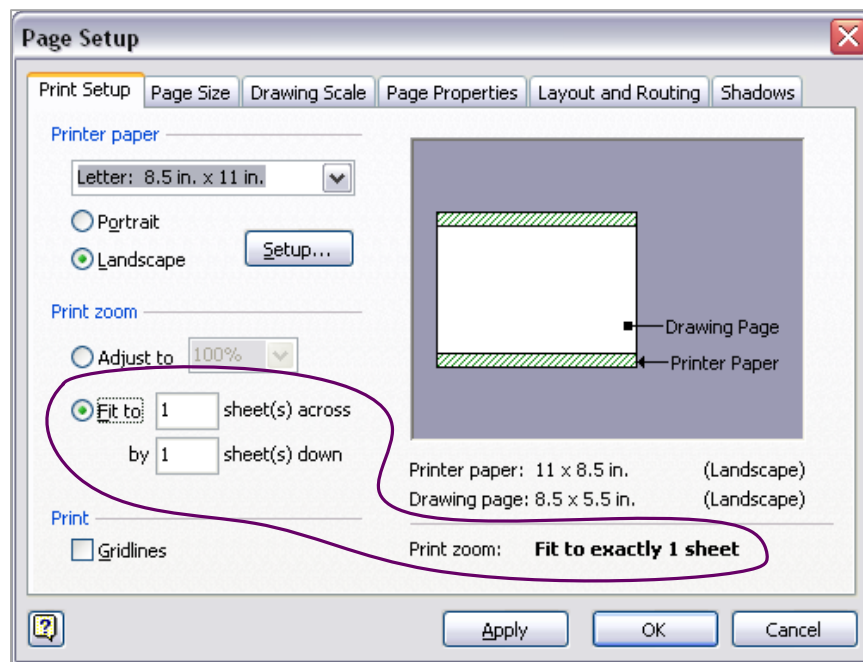 Page Setup
Print Setup Page Size Drawing Scale Page Properties Layout and Routing Shadows
Printer paper
Letter: 8.5 in. x 11 in.
Portrait
Landscape
Setup...
Print zoom
Adjust to 100%
Fit to 1 sheet(s) across
by 1 sheet(s) down
Print
Gridlines
Drawing Page
Printer Paper
Printer paper: 11 x 8.5 in. (Landscape)
Drawing page: 8.5 x 5.5 in. (Landscape)
Print zoom: Fit to exactly 1 sheet
?
Apply OK Cancel